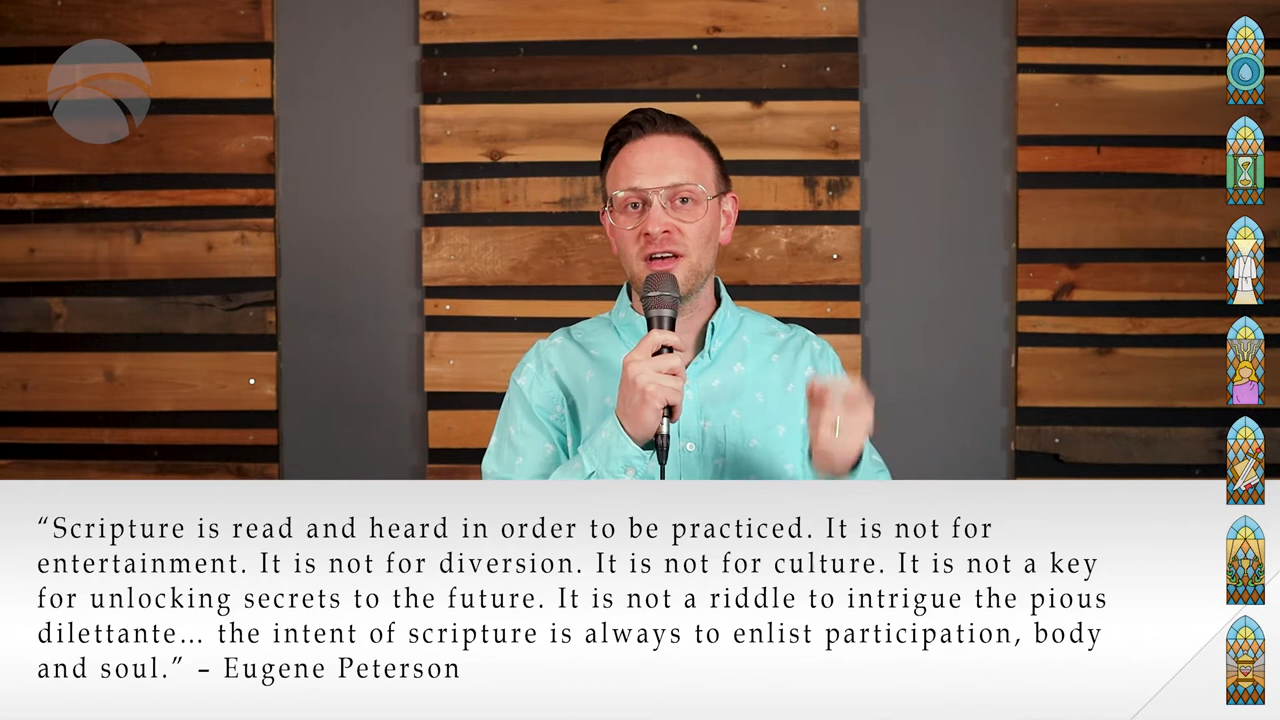 “Scripture is read and heard in order to be practiced. It is not for
entertainment. It is not for diversion. It is not for culture. It is not a key
for unlocking secrets to the future. It is not a riddle to intrigue the pious
dilettante... the intent of scripture is always to enlist participation, body
and soul.” – Eugene Peterson